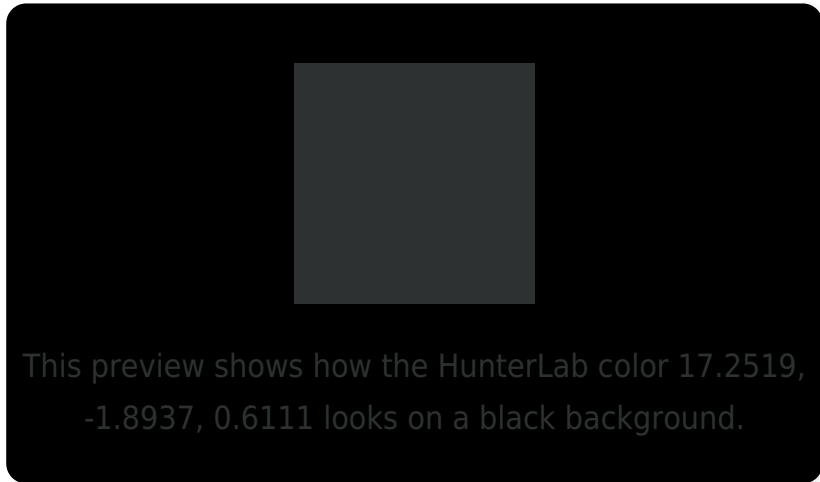 This preview shows how the HunterLab color 17.2519,
-1.8937, 0.6111 looks on a black background.